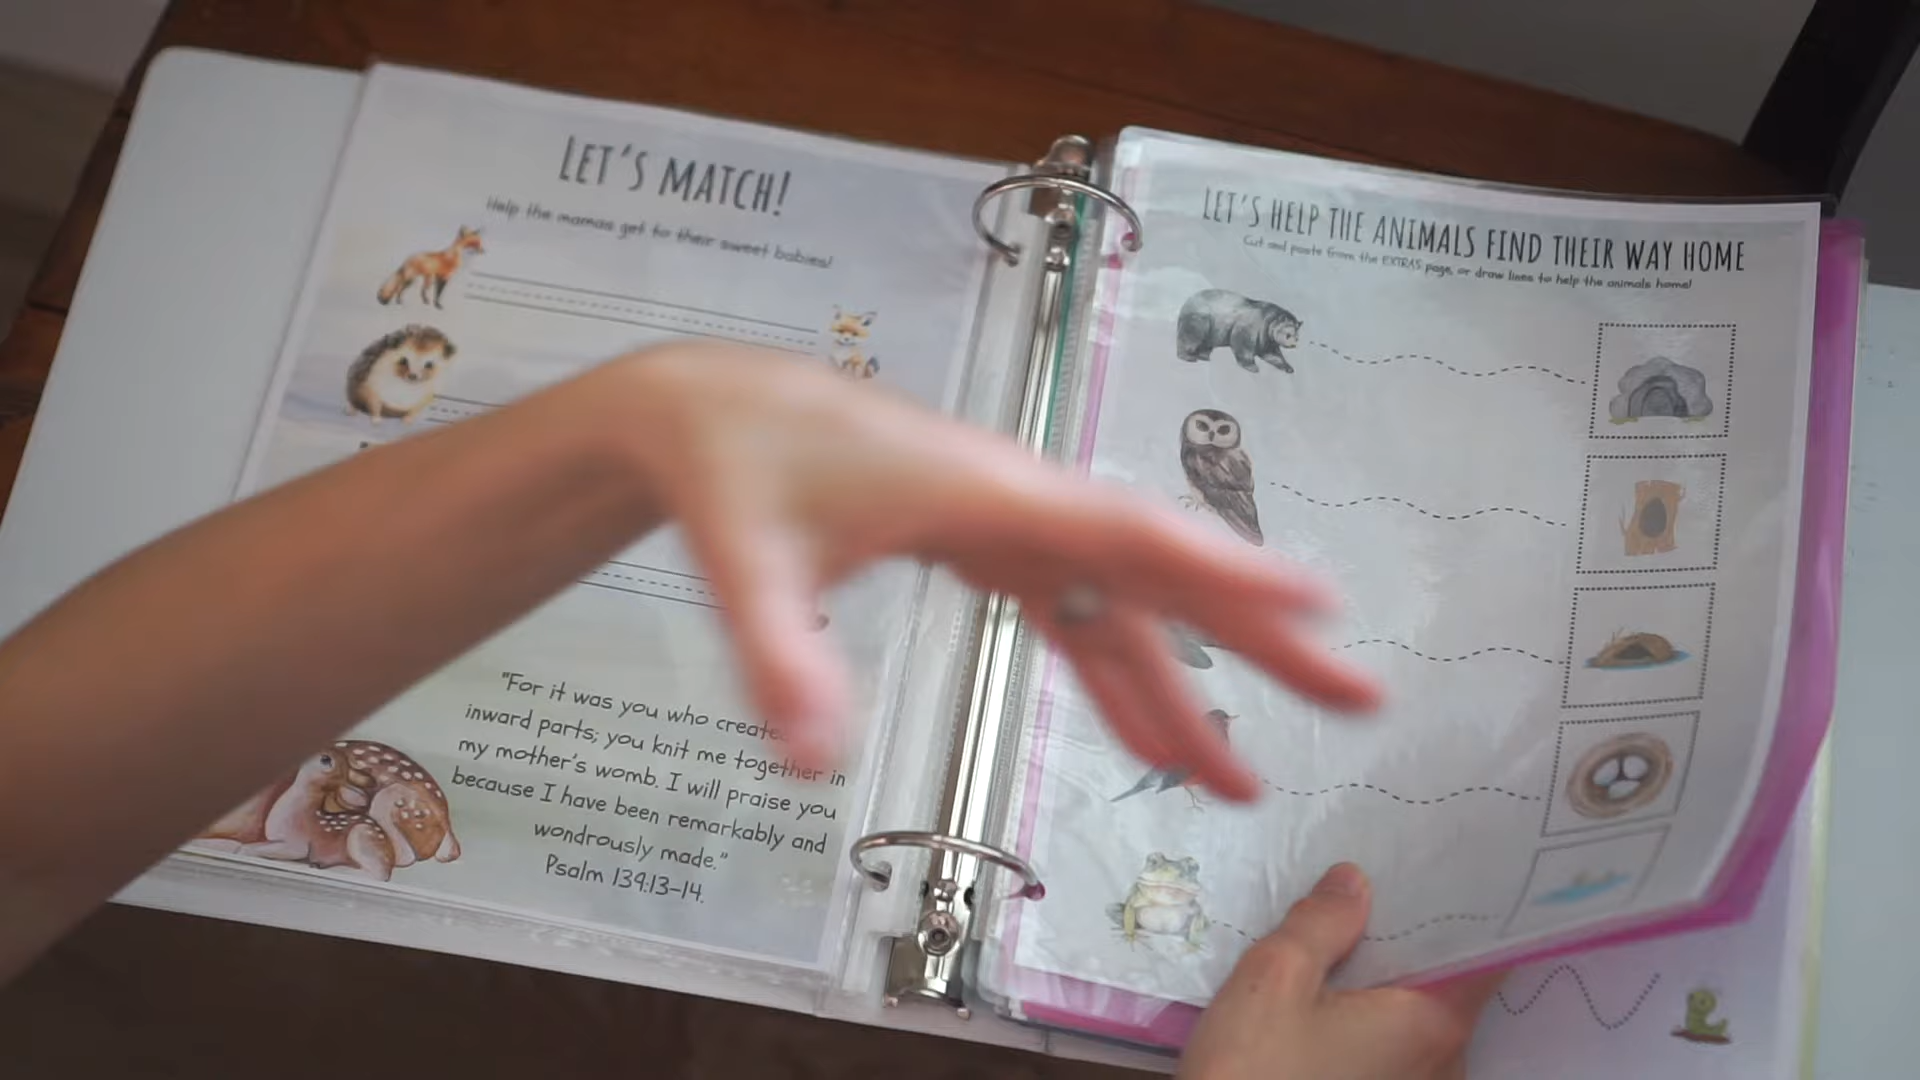 LET'S MATCH!
Help the mamas get to their sweet babies!
"For it was you who created
inward parts; you knit me together in
my mother's womb. I will praise you
because I have been remarkably and
wondrously made."
Psalm 139:13-14.
LET'S HELP THE ANIMALS FIND THEIR WAY HOME
Cut and paste from the EXTRAS page, or draw lines to help the animals home!